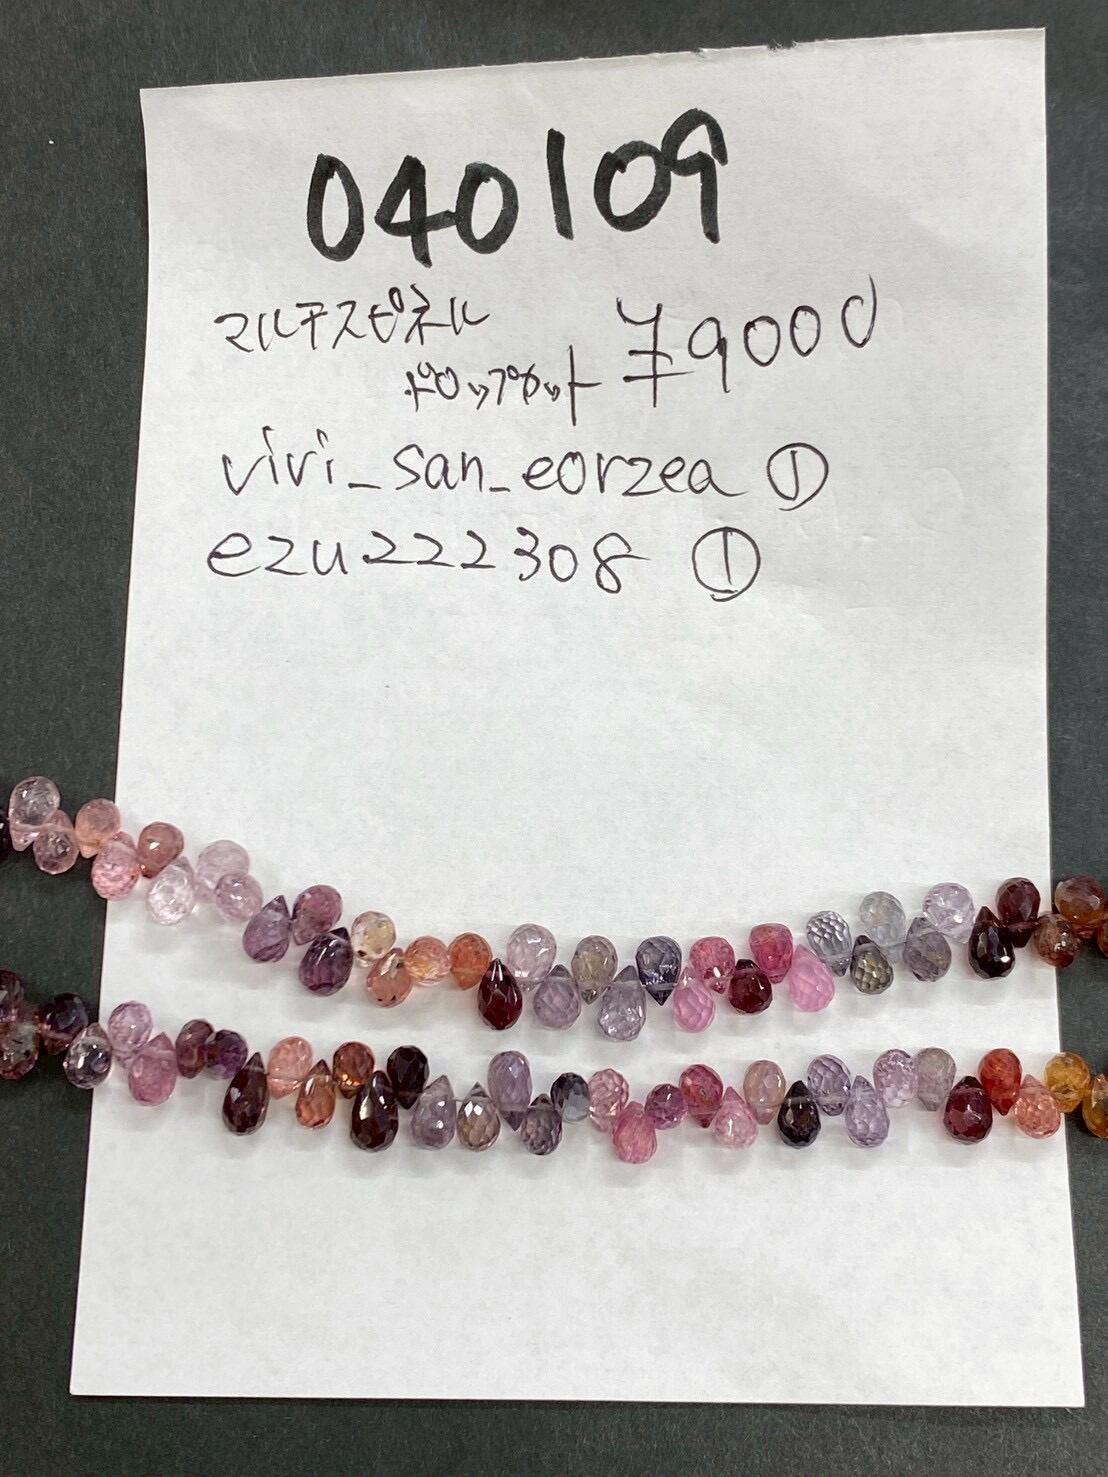 040109
マルチスピネル
ドロップカット ¥9000
vivi_san_eorzea ①
ezu222308 ①